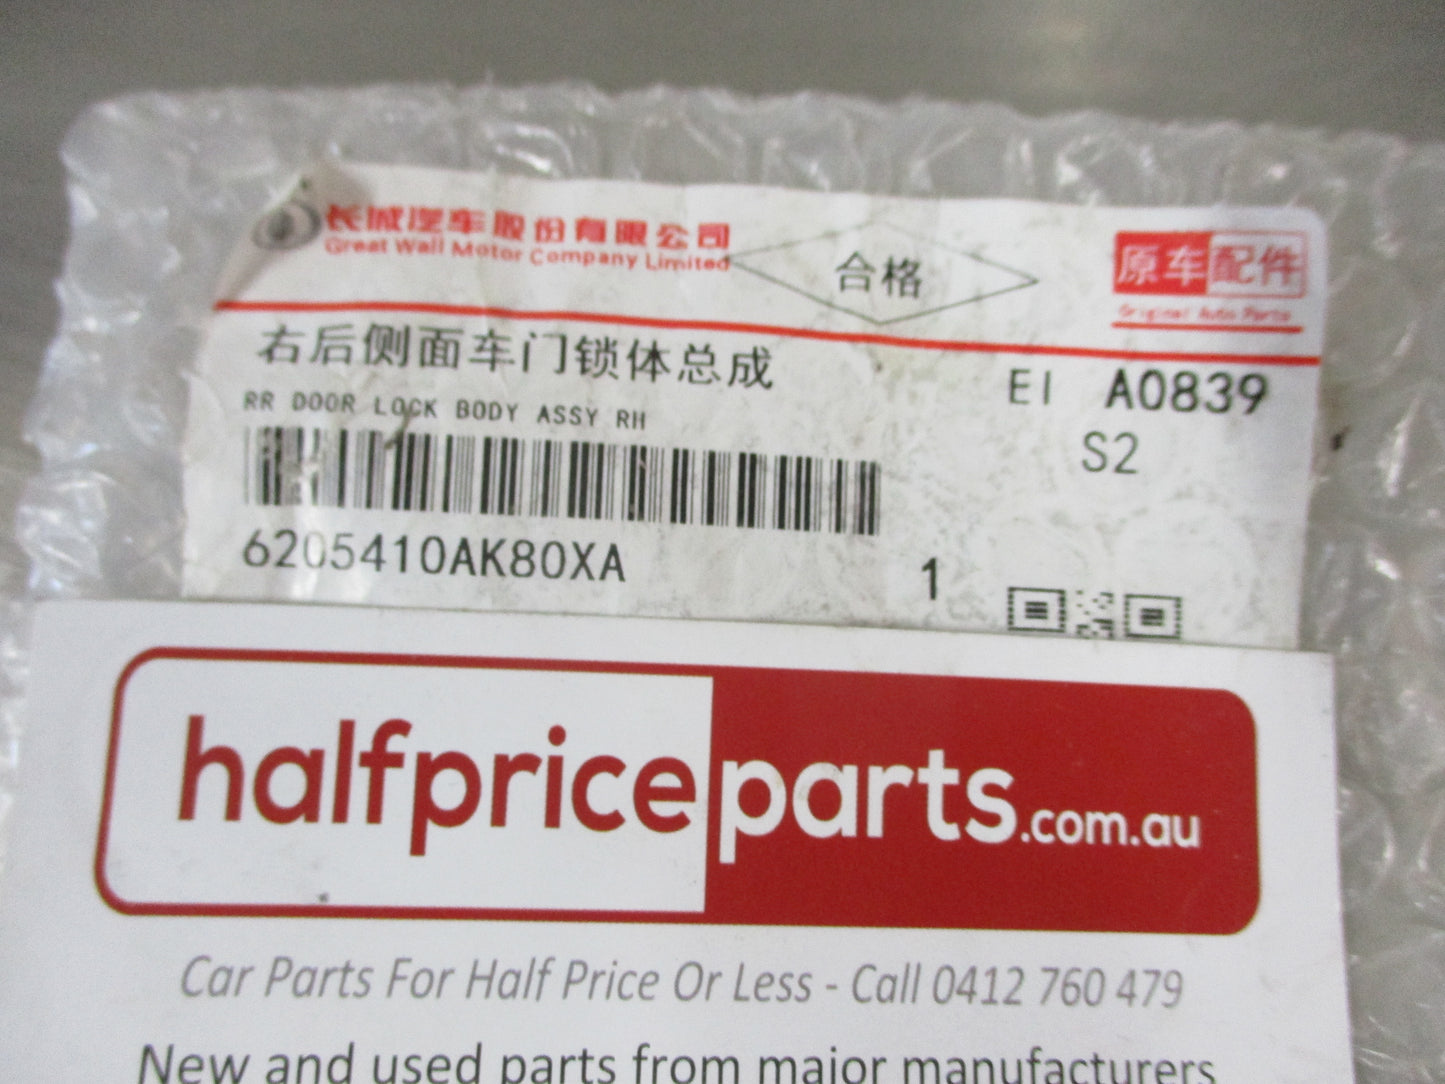 长城汽车股份有限公司
Great Wall Motor Company Limited
合格
原车配件
Original Auto Parts
右后侧面车门锁体总成
RR DOOR LOCK BODY ASSY RH
EI A0839
S2
6205410AK80XA
1
halfpriceparts.com.au
Car Parts For Half Price Or Less - Call 0412 760 479
New and used parts from major manufacturers